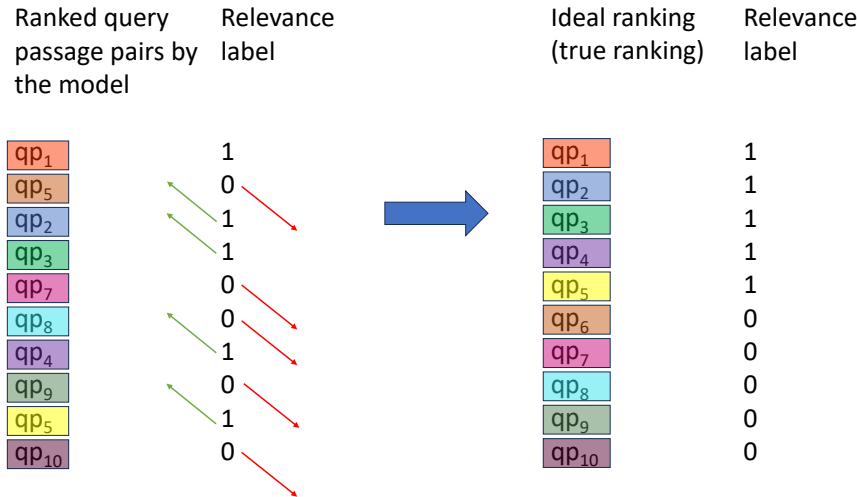 Ranked query
passage pairs by
the model
Relevance
label
qp1 1
qp5 0
qp2 1
qp3 1
qp7 0
qp8 0
qp4 1
qp9 0
qp5 1
qp10 0
Ideal ranking
(true ranking)
Relevance
label
qp1 1
qp2 1
qp3 1
qp4 1
qp5 1
qp6 0
qp7 0
qp8 0
qp9 0
qp10 0